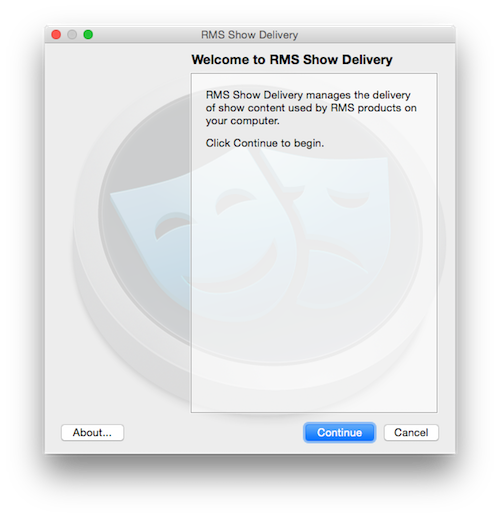 RMS Show Delivery
Welcome to RMS Show Delivery
RMS Show Delivery manages the delivery
of show content used by RMS products on
your computer.
Click Continue to begin.
About...
Continue
Cancel